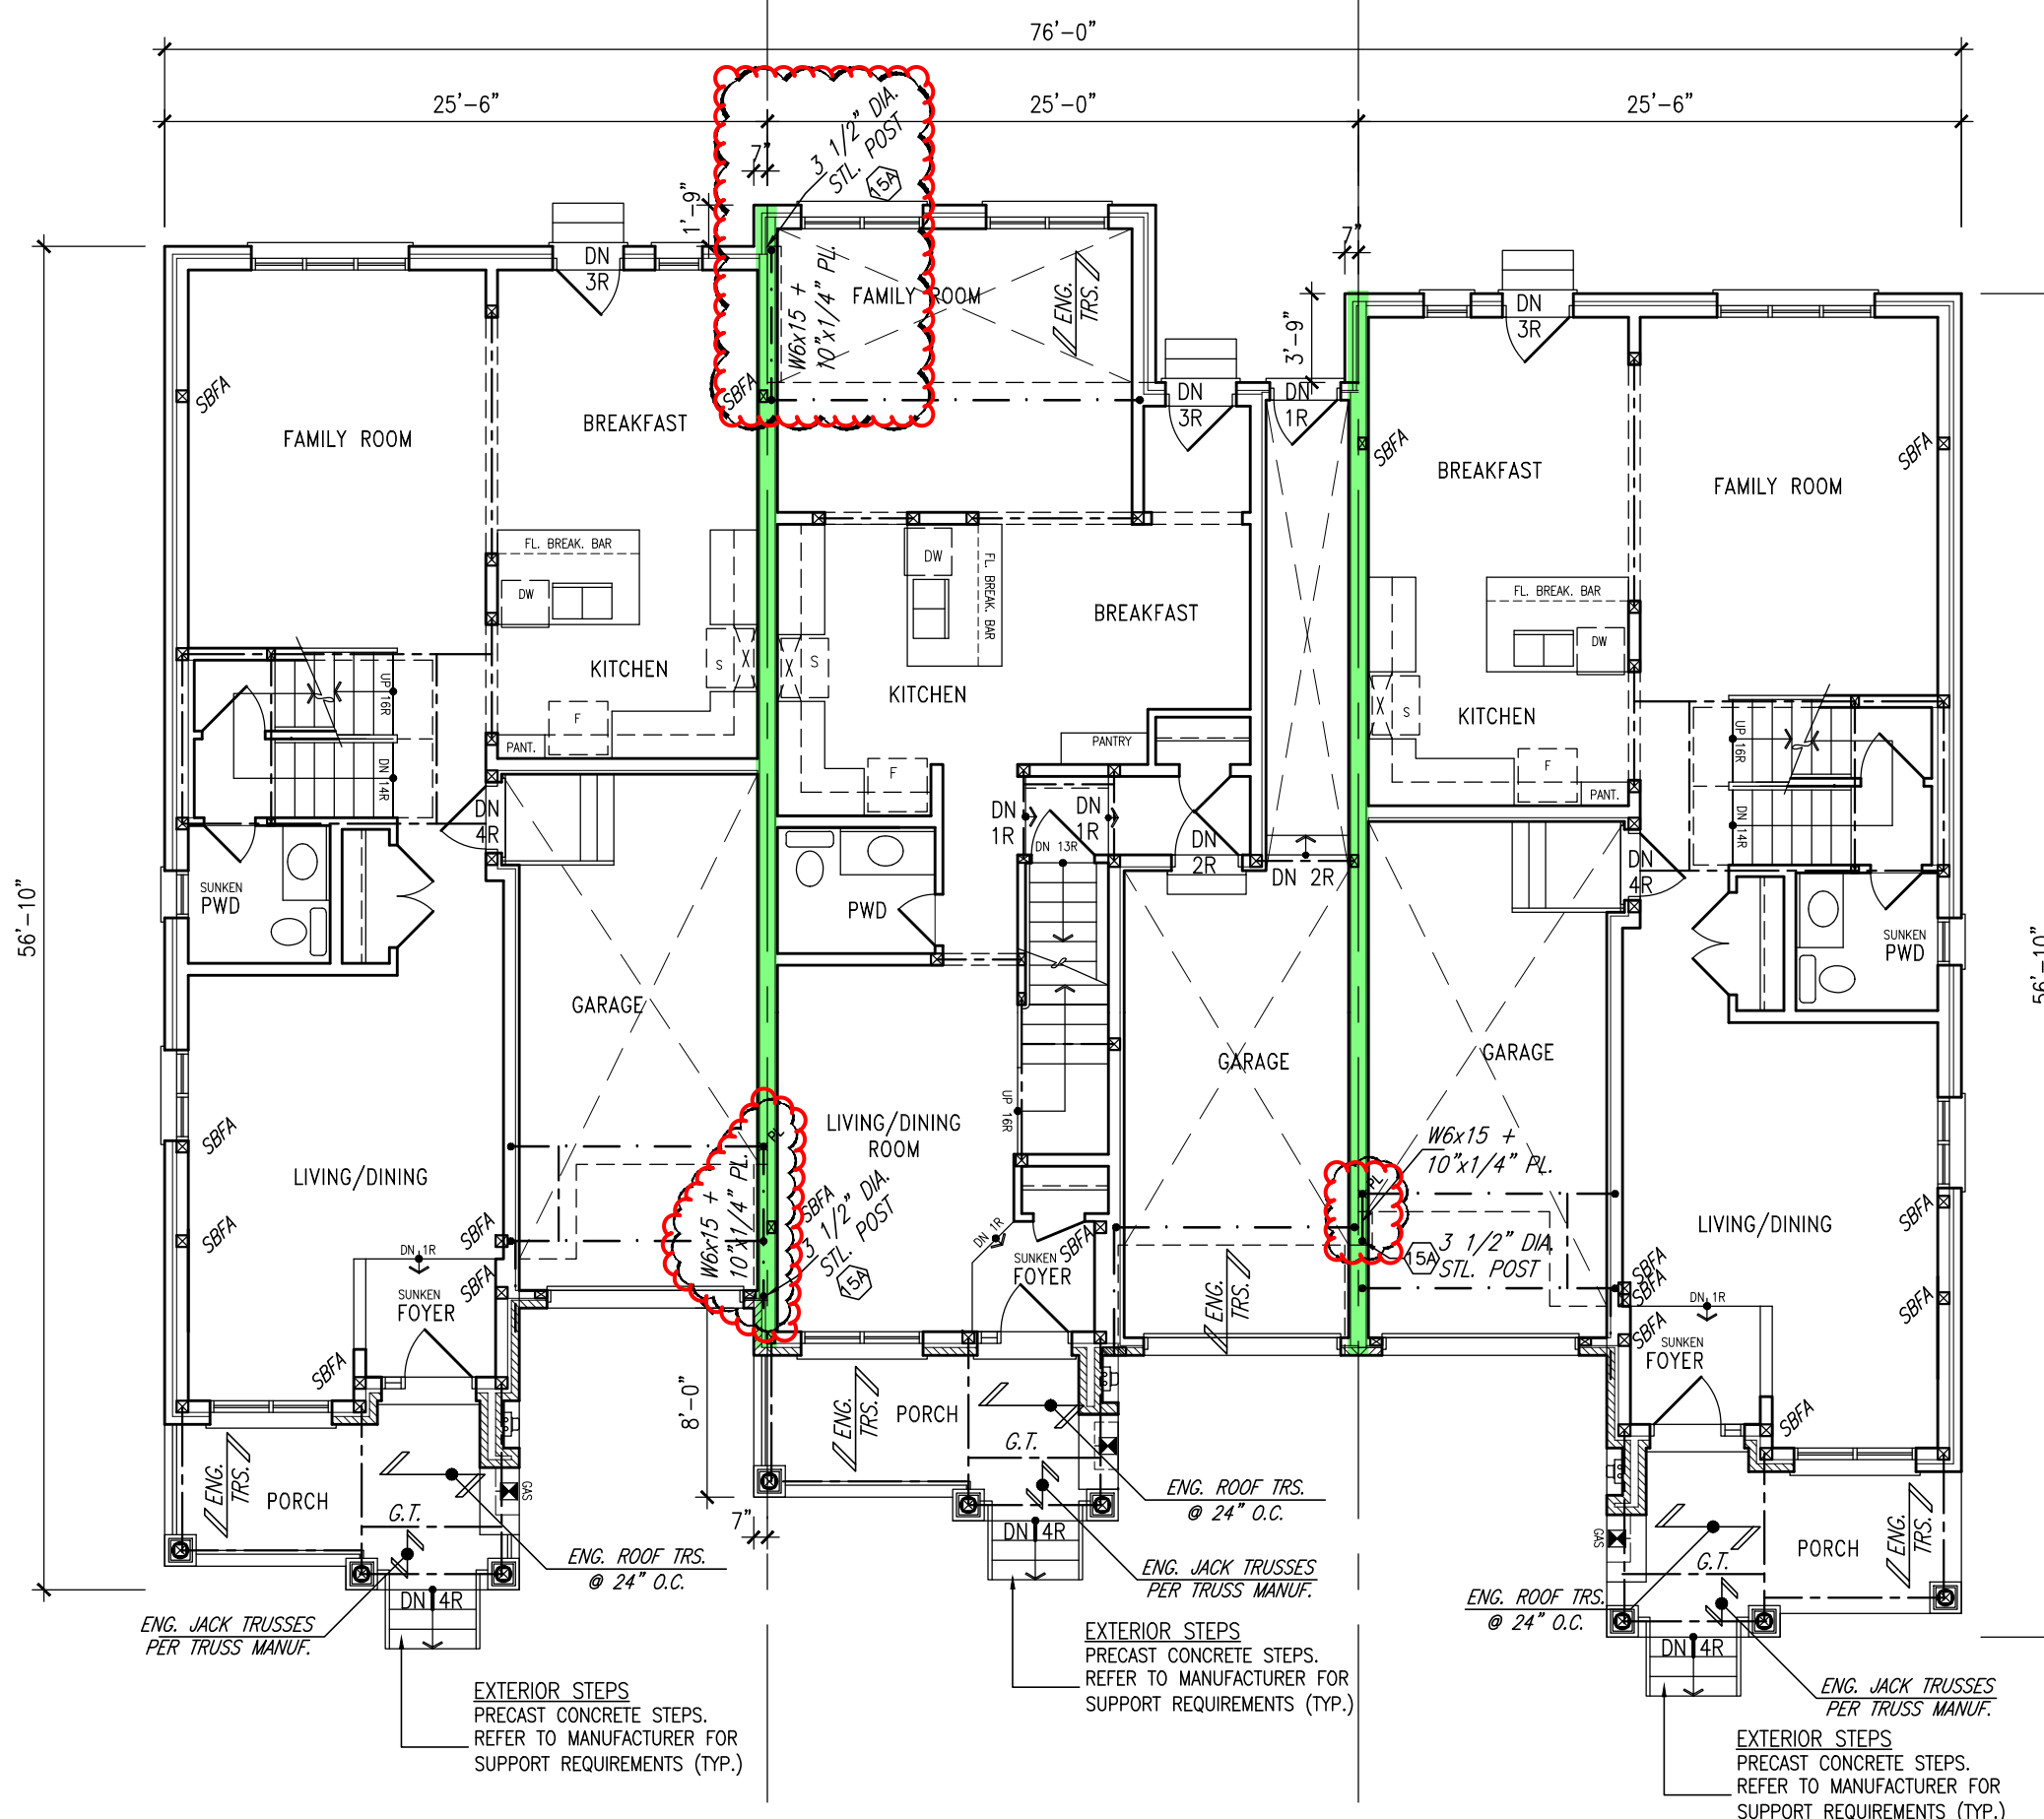 76'-0"
25'-6"
25'-0"
25'-6"
7"
3 1/2" DIA.
STL. POST
15A
1'-9"
7"
3'-9"
DN
3R
W6x15 +
10"x1/4" PL.
FAMILY ROOM
ENG.
TRS.
DN
3R
SBFA
SBFA
DN
3R
DN
1R
SBFA
SBFA
FAMILY ROOM
BREAKFAST
BREAKFAST
FAMILY ROOM
FL. BREAK. BAR
DW
DW
FL. BREAK. BAR
BREAKFAST
FL. BREAK. BAR
DW
KITCHEN
S
S
KITCHEN
S
KITCHEN
UP 16R
DN 14R
F
PANT.
F
PANTRY
UP 16R
DN 14R
F
PANT.
DN
4R
DN
1R
DN
1R
DN 13R
DN
2R
DN 2R
DN
4R
SUNKEN
PWD
PWD
SUNKEN
PWD
56'-10"
56'-10"
GARAGE
GARAGE
GARAGE
UP 16R
LIVING/DINING
ROOM
PL
W6x15 +
10"x1/4" PL.
SBFA
3 1/2" DIA.
STL. POST
15A
W6x15 +
10"x1/4" PL.
PL
15A
3 1/2" DIA.
STL. POST
SBFA
LIVING/DINING
SBFA
SBFA
LIVING/DINING
SBFA
SBFA
DN 1R
SUNKEN
FOYER
SBFA
SBFA
DN 1R
SUNKEN
FOYER
SBFA
ENG.
TRS.
SBFA
SBFA
SBFA
DN 1R
SUNKEN
FOYER
SBFA
8'-0"
ENG.
TRS.
PORCH
G.T.
GAS
ENG.
TRS.
PORCH
G.T.
7"
DN 4R
GAS
ENG.
TRS.
PORCH
G.T.
ENG. ROOF TRS.
@ 24" O.C.
ENG. ROOF TRS.
@ 24" O.C.
ENG. ROOF TRS.
@ 24" O.C.
ENG. JACK TRUSSES
PER TRUSS MANUF.
DN 4R
ENG. JACK TRUSSES
PER TRUSS MANUF.
DN 4R
ENG. JACK TRUSSES
PER TRUSS MANUF.
EXTERIOR STEPS
PRECAST CONCRETE STEPS.
REFER TO MANUFACTURER FOR
SUPPORT REQUIREMENTS (TYP.)
EXTERIOR STEPS
PRECAST CONCRETE STEPS.
REFER TO MANUFACTURER FOR
SUPPORT REQUIREMENTS (TYP.)
EXTERIOR STEPS
PRECAST CONCRETE STEPS.
REFER TO MANUFACTURER FOR
SUPPORT REQUIREMENTS (TYP.)